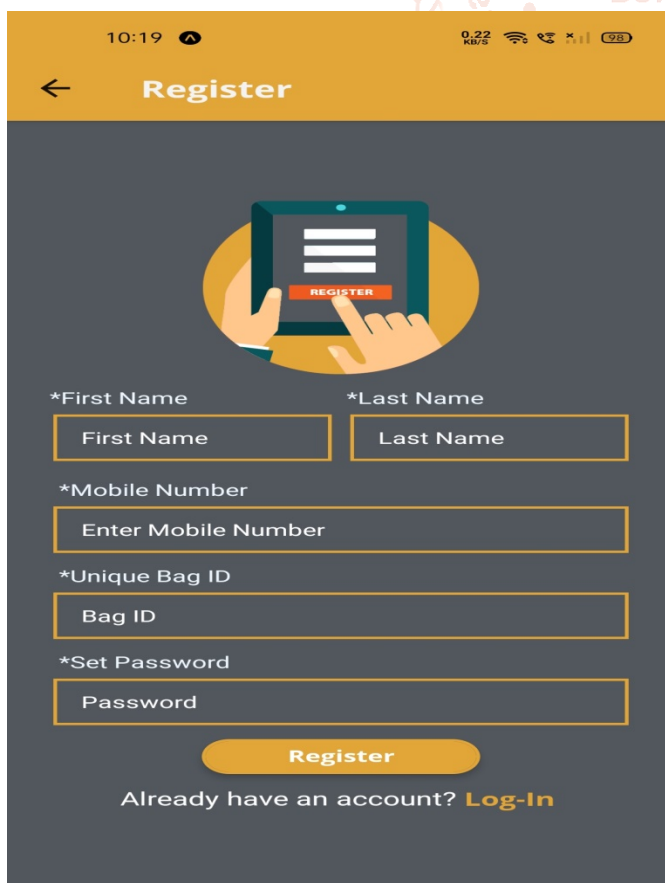 10:19 0.22 KB/S 98
Register
REGISTER
*First Name *Last Name
First Name Last Name
*Mobile Number
Enter Mobile Number
*Unique Bag ID
Bag ID
*Set Password
Password
Register
Already have an account? Log-In